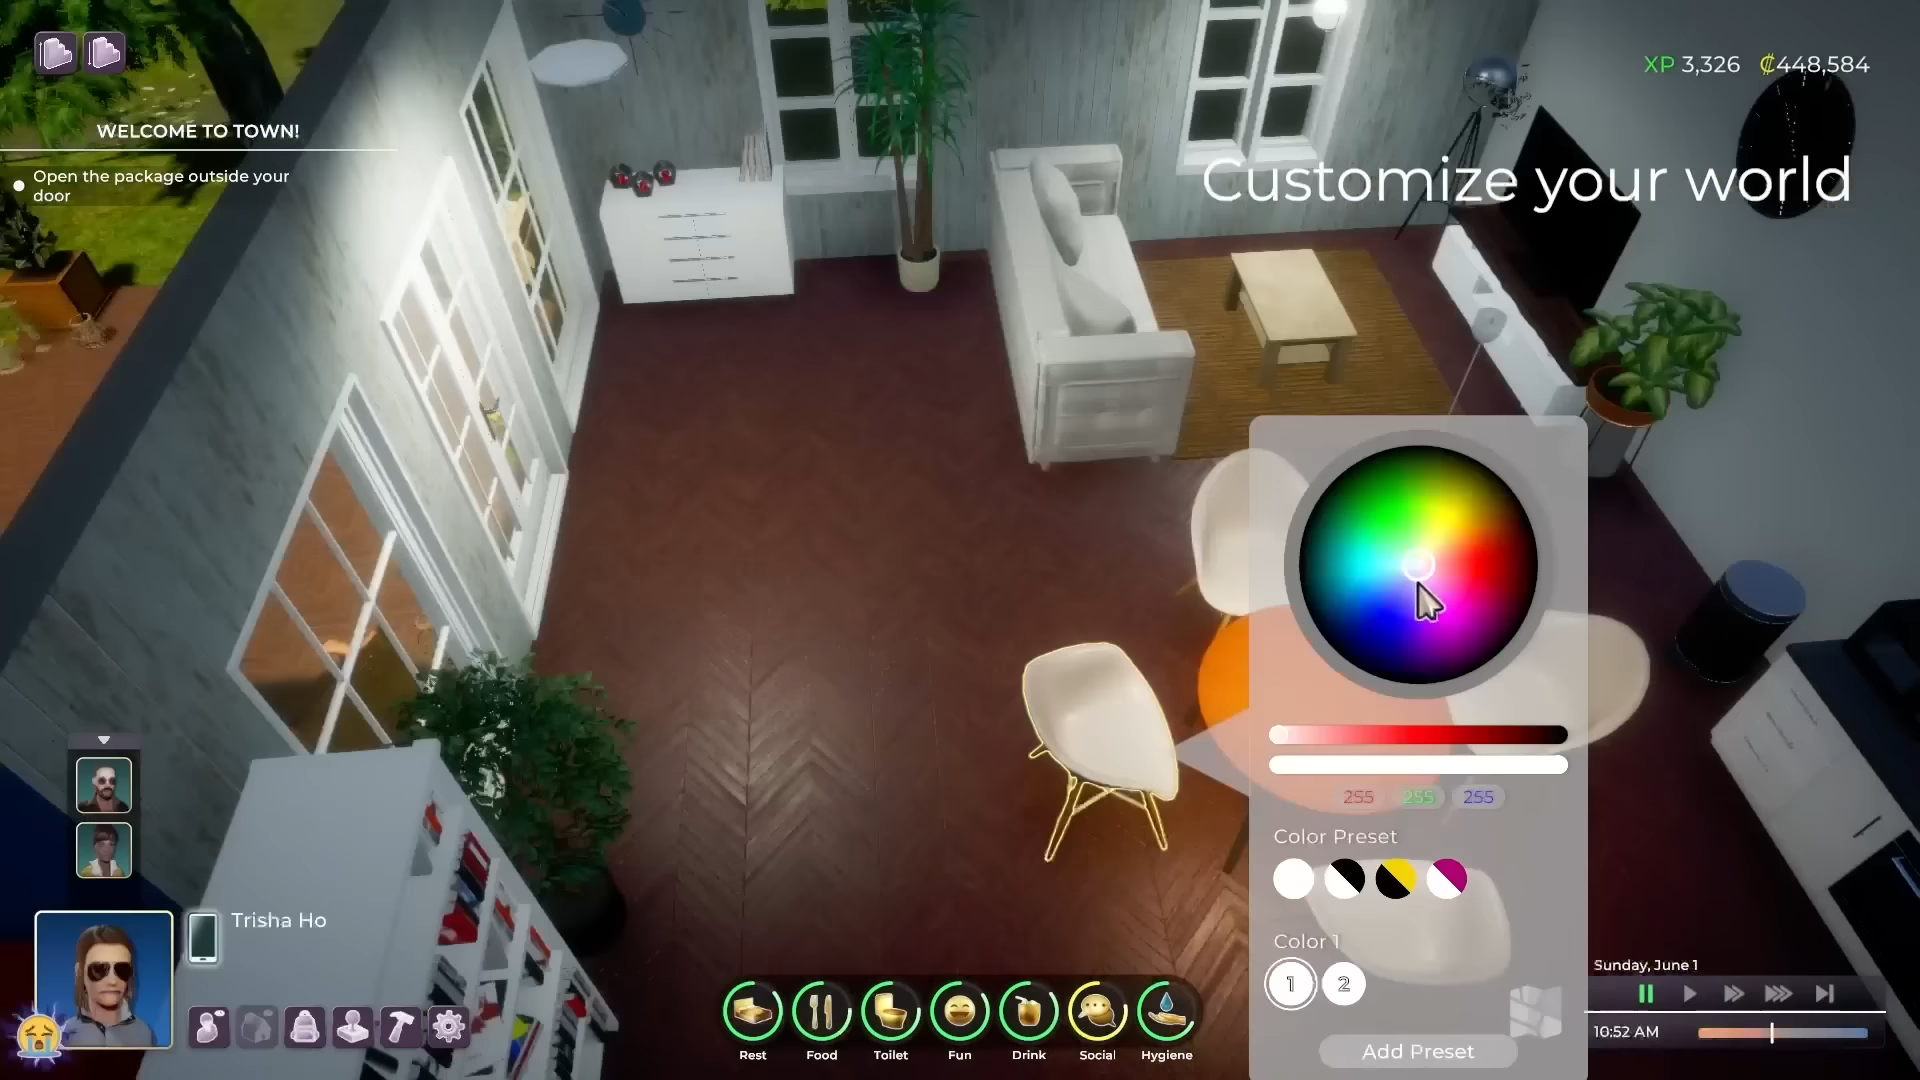 XP 3,326 ₡448,584
WELCOME TO TOWN!
Open the package outside your
door
Customize your world
255 255 255
Color Preset
Color 1
1 2
Add Preset
Trisha Ho
Rest Food Toilet Fun Drink Social Hygiene
Sunday, June 1
10:52 AM